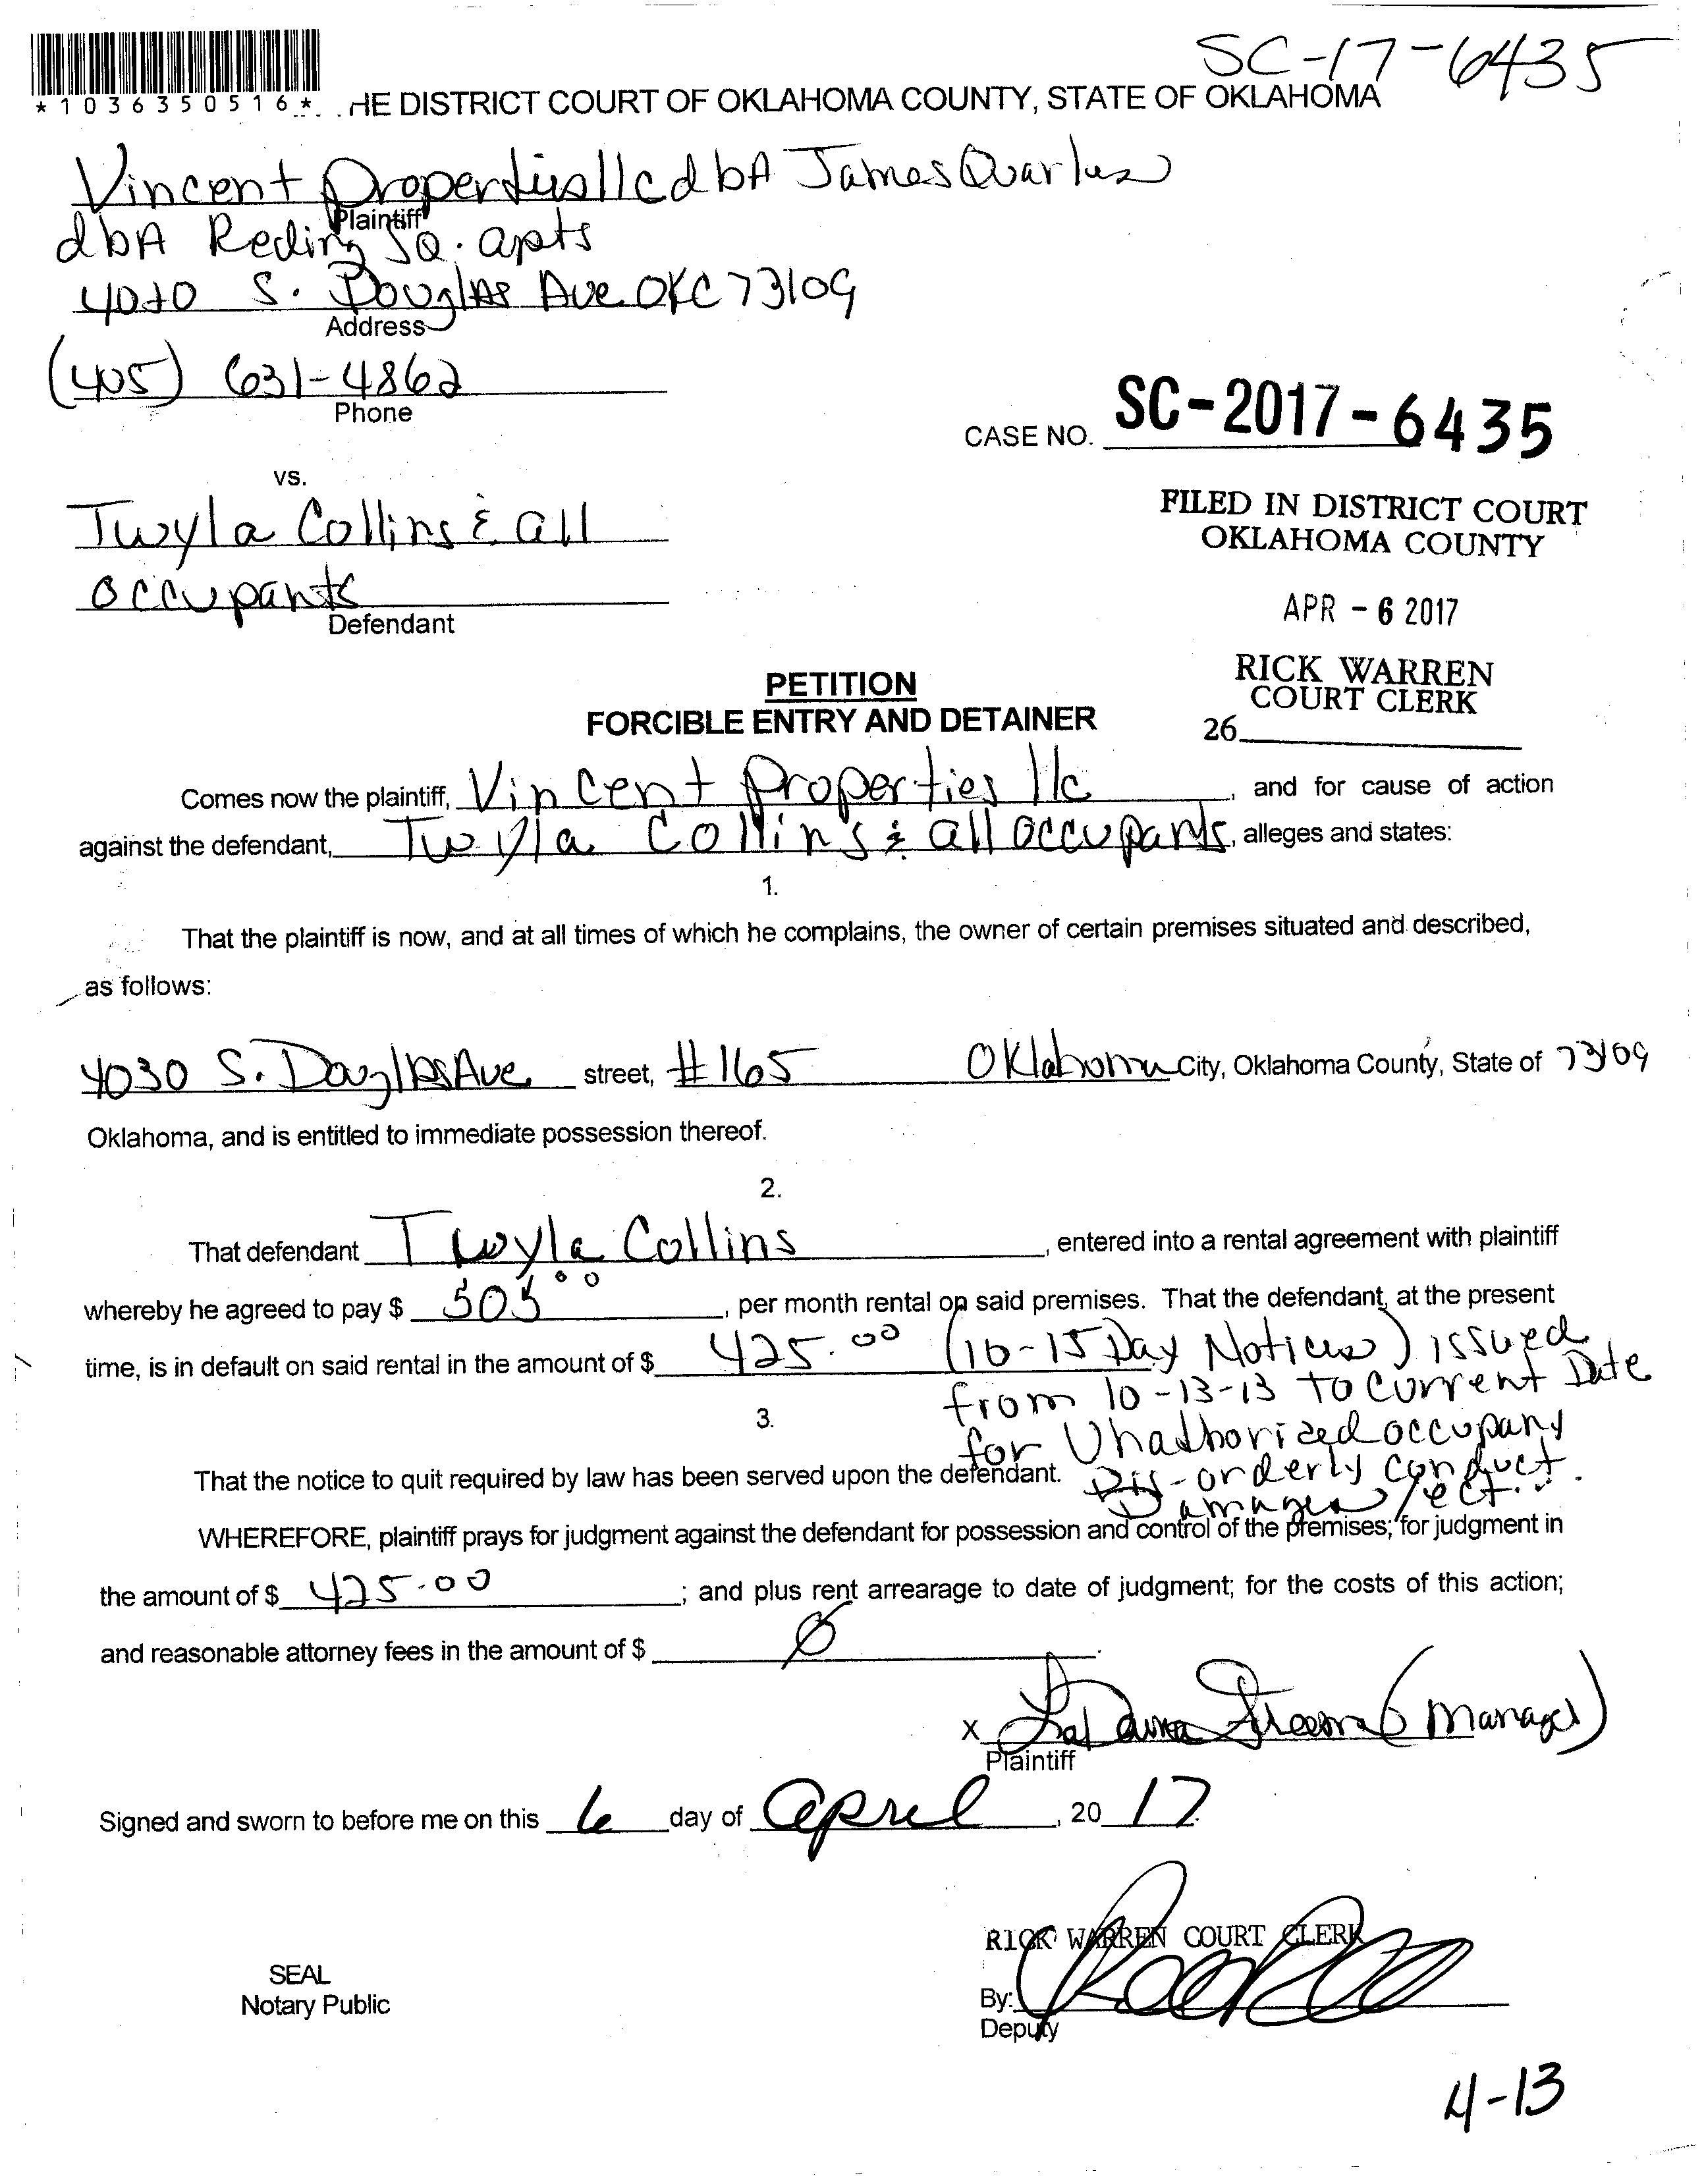 SC-17-6435
*1036350516*
HE DISTRICT COURT OF OKLAHOMA COUNTY, STATE OF OKLAHOMA
Vincent Properties llc dbA James Quarles
Plaintiff
dbA Reding SQ. apts
4030 S. Douglas Ave OKC 73109
Address
(405) 631-4862
Phone
CASE NO. SC-2017-6435
vs.
Twyla Collins & all
occupants
Defendant
FILED IN DISTRICT COURT
OKLAHOMA COUNTY
APR - 6 2017
RICK WARREN
COURT CLERK
26
PETITION
FORCIBLE ENTRY AND DETAINER
Comes now the plaintiff, Vincent Properties llc, and for cause of action
against the defendant, Twyla Collins & all occupants, alleges and states:
1.
That the plaintiff is now, and at all times of which he complains, the owner of certain premises situated and described,
as follows:
4030 S. Douglas Ave street, #165 Oklahoma City, Oklahoma County, State of 73109
Oklahoma, and is entitled to immediate possession thereof.
2.
That defendant Twyla Collins, entered into a rental agreement with plaintiff
whereby he agreed to pay $ 505.00, per month rental on said premises. That the defendant, at the present
time, is in default on said rental in the amount of $ 425.00 (10-15 Day Notices) issued
from 10-13-13 to current Date
3.
for Unathorized occupany
That the notice to quit required by law has been served upon the defendant. Dis-orderly conduct.
Damages/ect...
WHEREFORE, plaintiff prays for judgment against the defendant for possession and control of the premises; for judgment in
the amount of $ 425.00; and plus rent arrearage to date of judgment; for the costs of this action;
and reasonable attorney fees in the amount of $ Ø.
X (Manager)
Plaintiff
Signed and sworn to before me on this 6 day of April, 2017
RICK WARREN COURT CLERK
SEAL
Notary Public
By:
Deputy
4-13